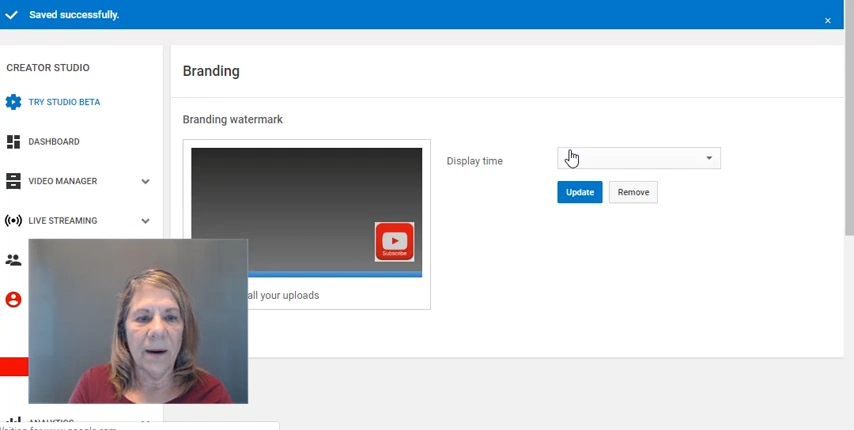 Saved successfully.
×
CREATOR STUDIO
TRY STUDIO BETA
DASHBOARD
VIDEO MANAGER
LIVE STREAMING
Branding
Branding watermark
Subscribe
all your uploads
Display time
Update
Remove